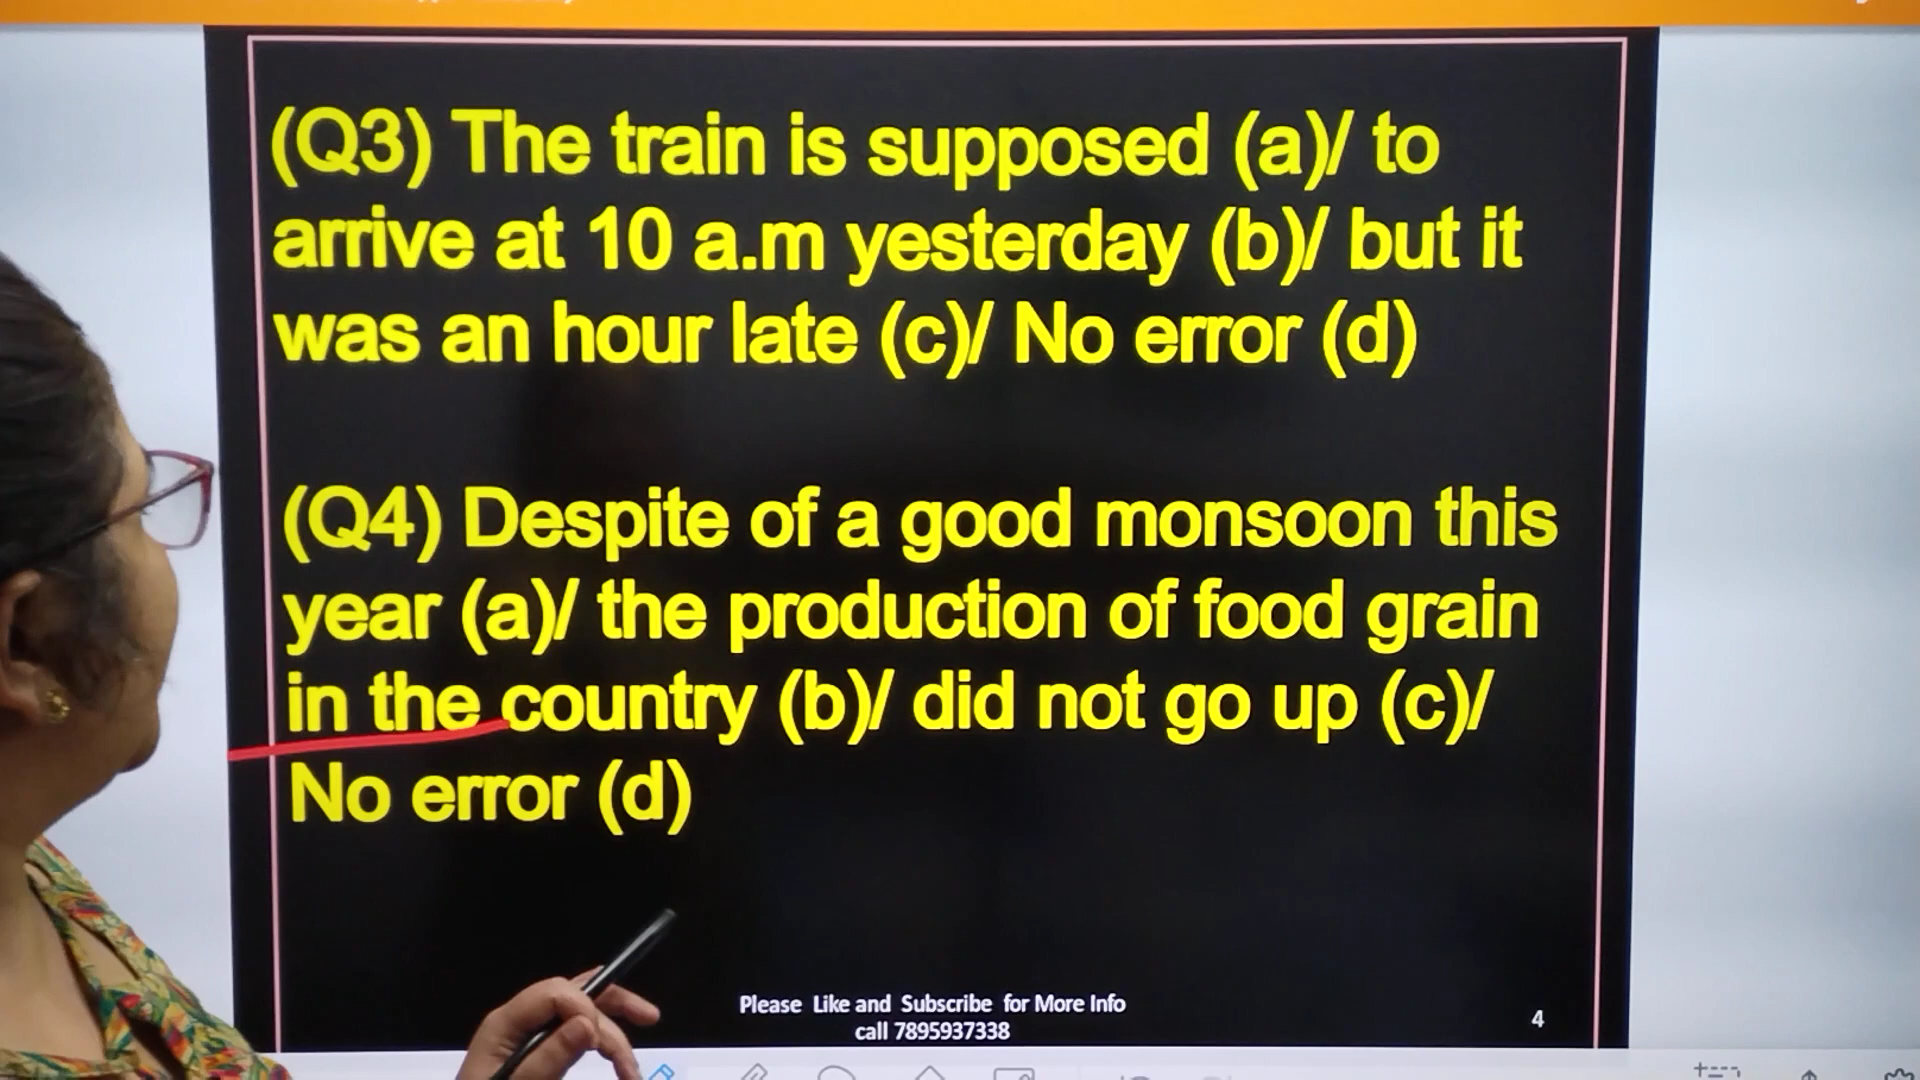 (Q3) The train is supposed (a)/ to
arrive at 10 a.m yesterday (b)/ but it
was an hour late (c)/ No error (d)
(Q4) Despite of a good monsoon this
year (a)/ the production of food grain
in the country (b)/ did not go up (c)/
No error (d)
Please Like and Subscribe for More Info
call 7895937338
4